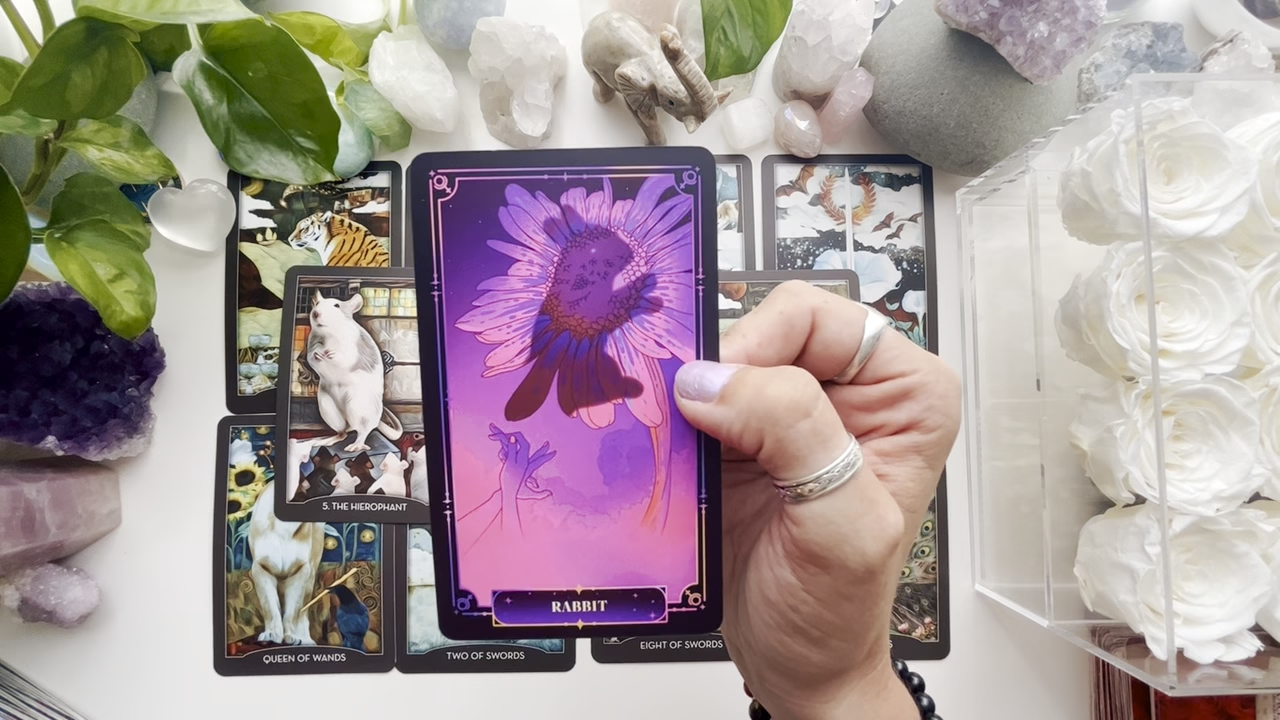 5. THE HIEROPHANT
RABBIT
QUEEN OF WANDS
TWO OF SWORDS
EIGHT OF SWORDS